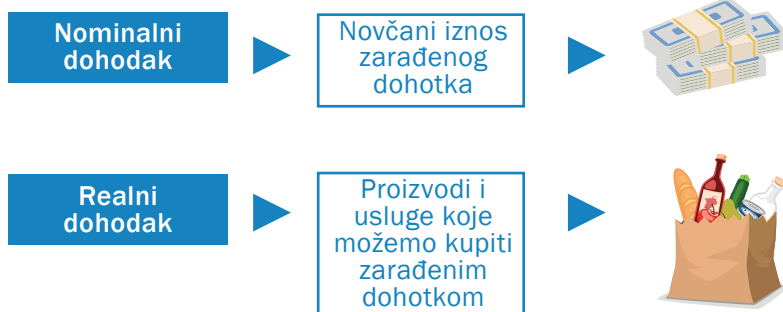 Nominalni
dohodak
Novčani iznos
zarađenog
dohotka
Realni
dohodak
Proizvodi i
usluge koje
možemo kupiti
zarađenim
dohotkom